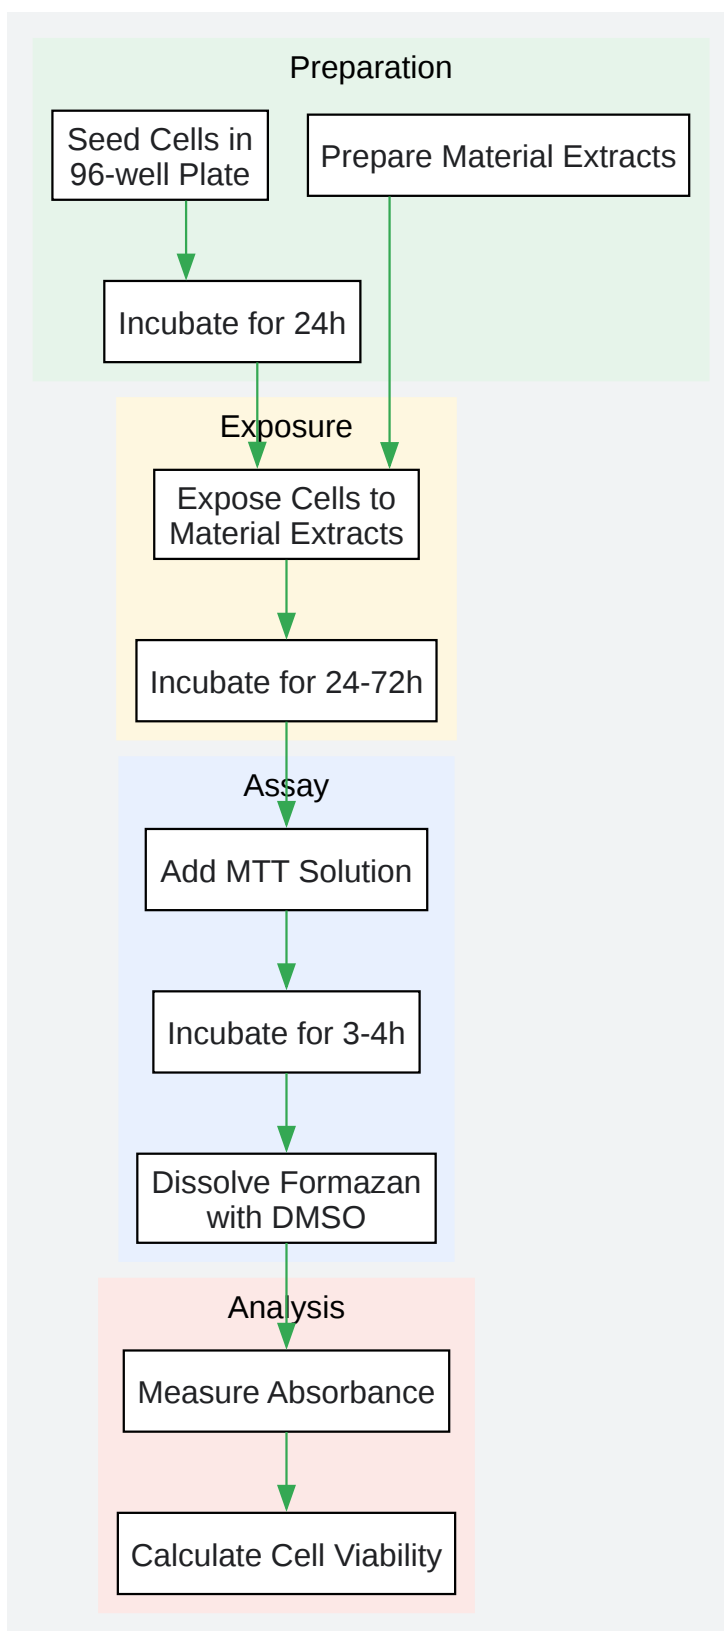 Preparation
Seed Cells in
96-well Plate
Prepare Material Extracts
Incubate for 24h
Exposure
Expose Cells to
Material Extracts
Incubate for 24-72h
Assay
Add MTT Solution
Incubate for 3-4h
Dissolve Formazan
with DMSO
Analysis
Measure Absorbance
Calculate Cell Viability